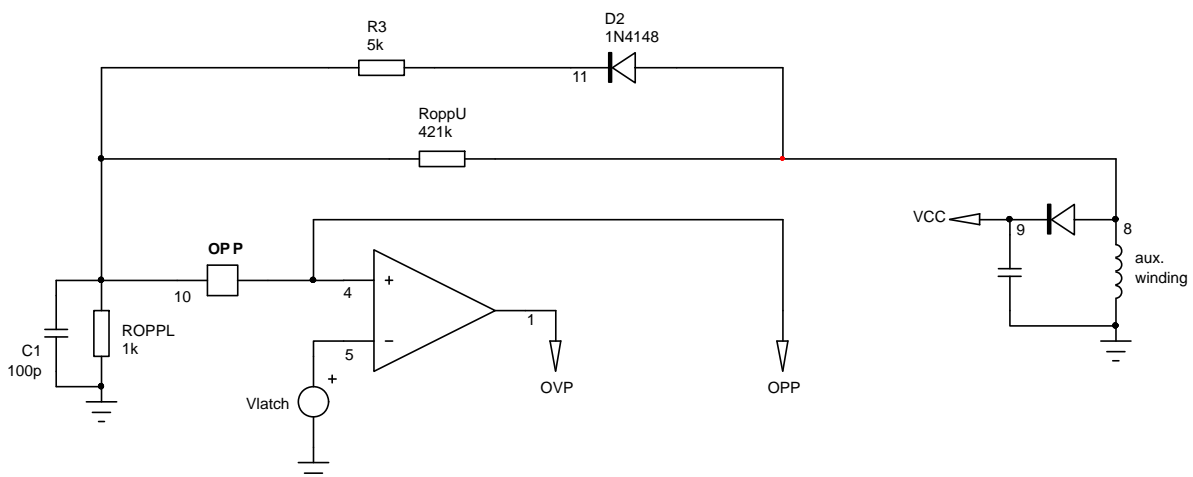 D2
1N4148
R3
5k
11
RoppU
421k
VCC
9
8
aux.
winding
OPP
10
4
+
ROPPL
1k
C1
100p
1
5
–
+
Vlatch
OVP
OPP